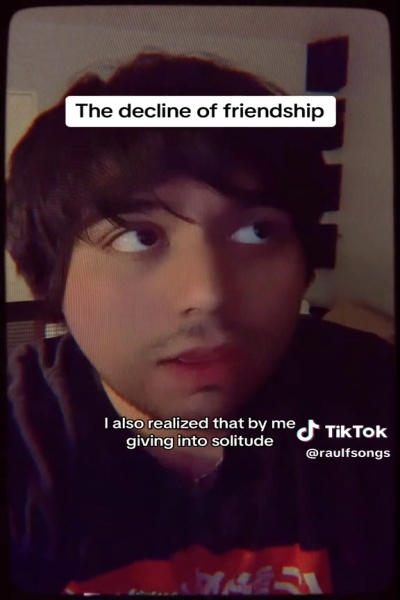 The decline of friendship
I also realized that by me
giving into solitude
TikTok
@raulfsongs